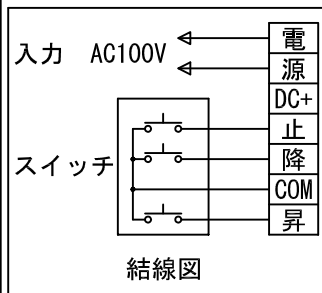 電
入力 AC100V
源
DC+
止
スイッチ
降
COM
昇
結線図